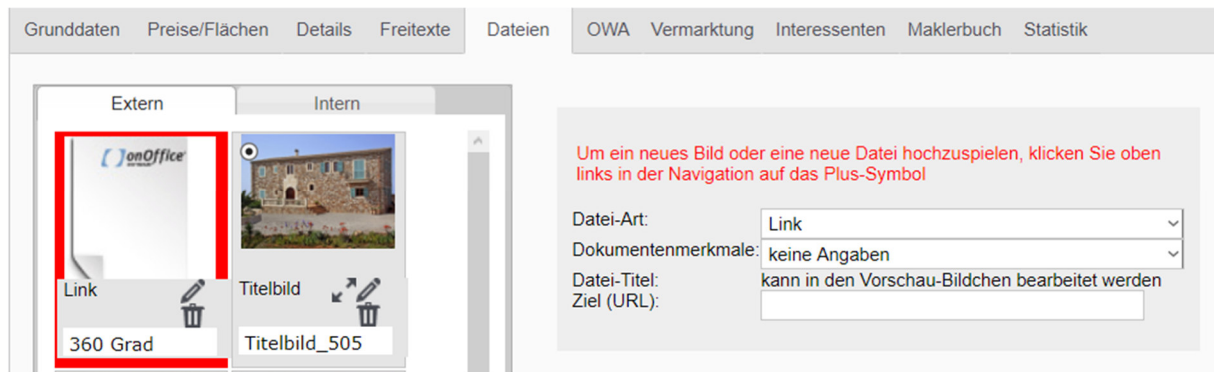 Grunddaten Preise/Flächen Details Freitexte Dateien OWA Vermarktung Interessenten Maklerbuch Statistik
Extern Intern
onOffice
Link
360 Grad
Titelbild
Titelbild_505
Um ein neues Bild oder eine neue Datei hochzuspielen, klicken Sie oben
links in der Navigation auf das Plus-Symbol
Datei-Art: Link
Dokumentenmerkmale: keine Angaben
Datei-Titel: kann in den Vorschau-Bildchen bearbeitet werden
Ziel (URL):